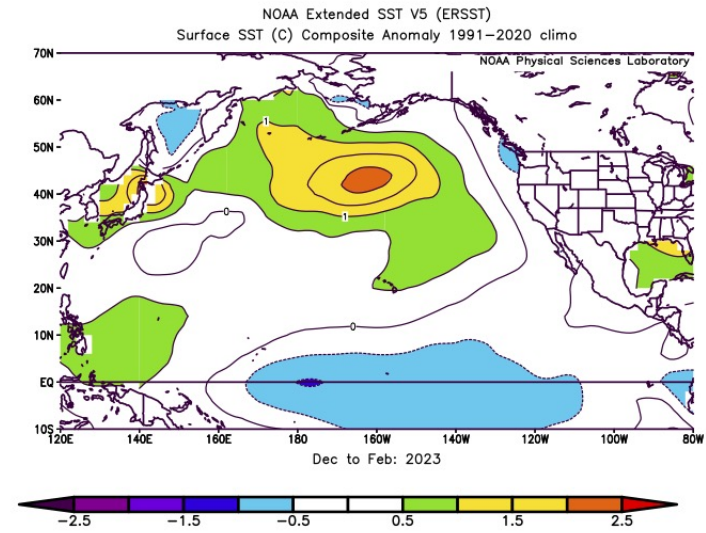 NOAA Extended SST V5 (ERSST)
Surface SST (C) Composite Anomaly 1991−2020 climo
NOAA Physical Sciences Laboratory
70N
60N
50N
40N
30N
20N
10N
EQ
10S
1
1
0
0
120E 140E 160E 180 160W 140W 120W 100W 80W
Dec to Feb: 2023
−2.5 −1.5 −0.5 0.5 1.5 2.5